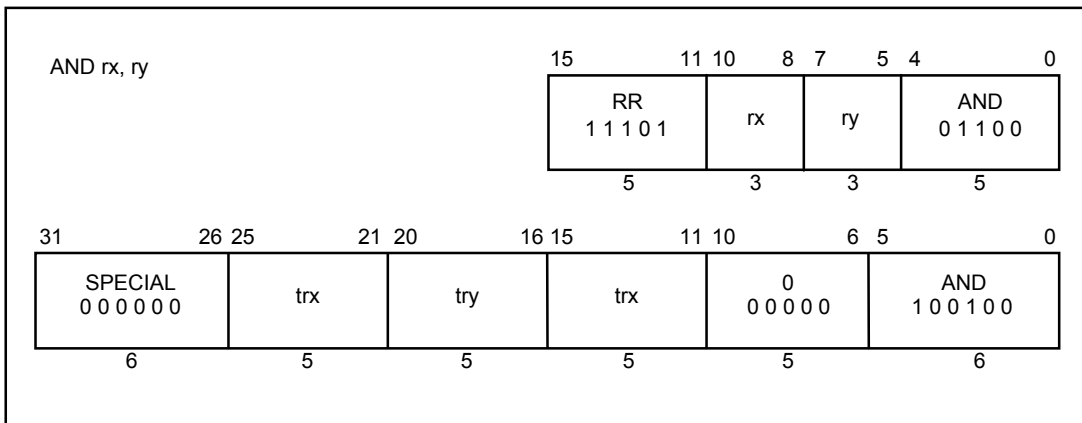 AND rx, ry
15 11 10 8 7 5 4 0
RR rx ry AND
1 1 1 0 1 0 1 1 0 0
5 3 3 5
31 26 25 21 20 16 15 11 10 6 5 0
SPECIAL trx try trx 0 AND
0 0 0 0 0 0 0 0 0 0 0 1 0 0 1 0 0
6 5 5 5 5 6